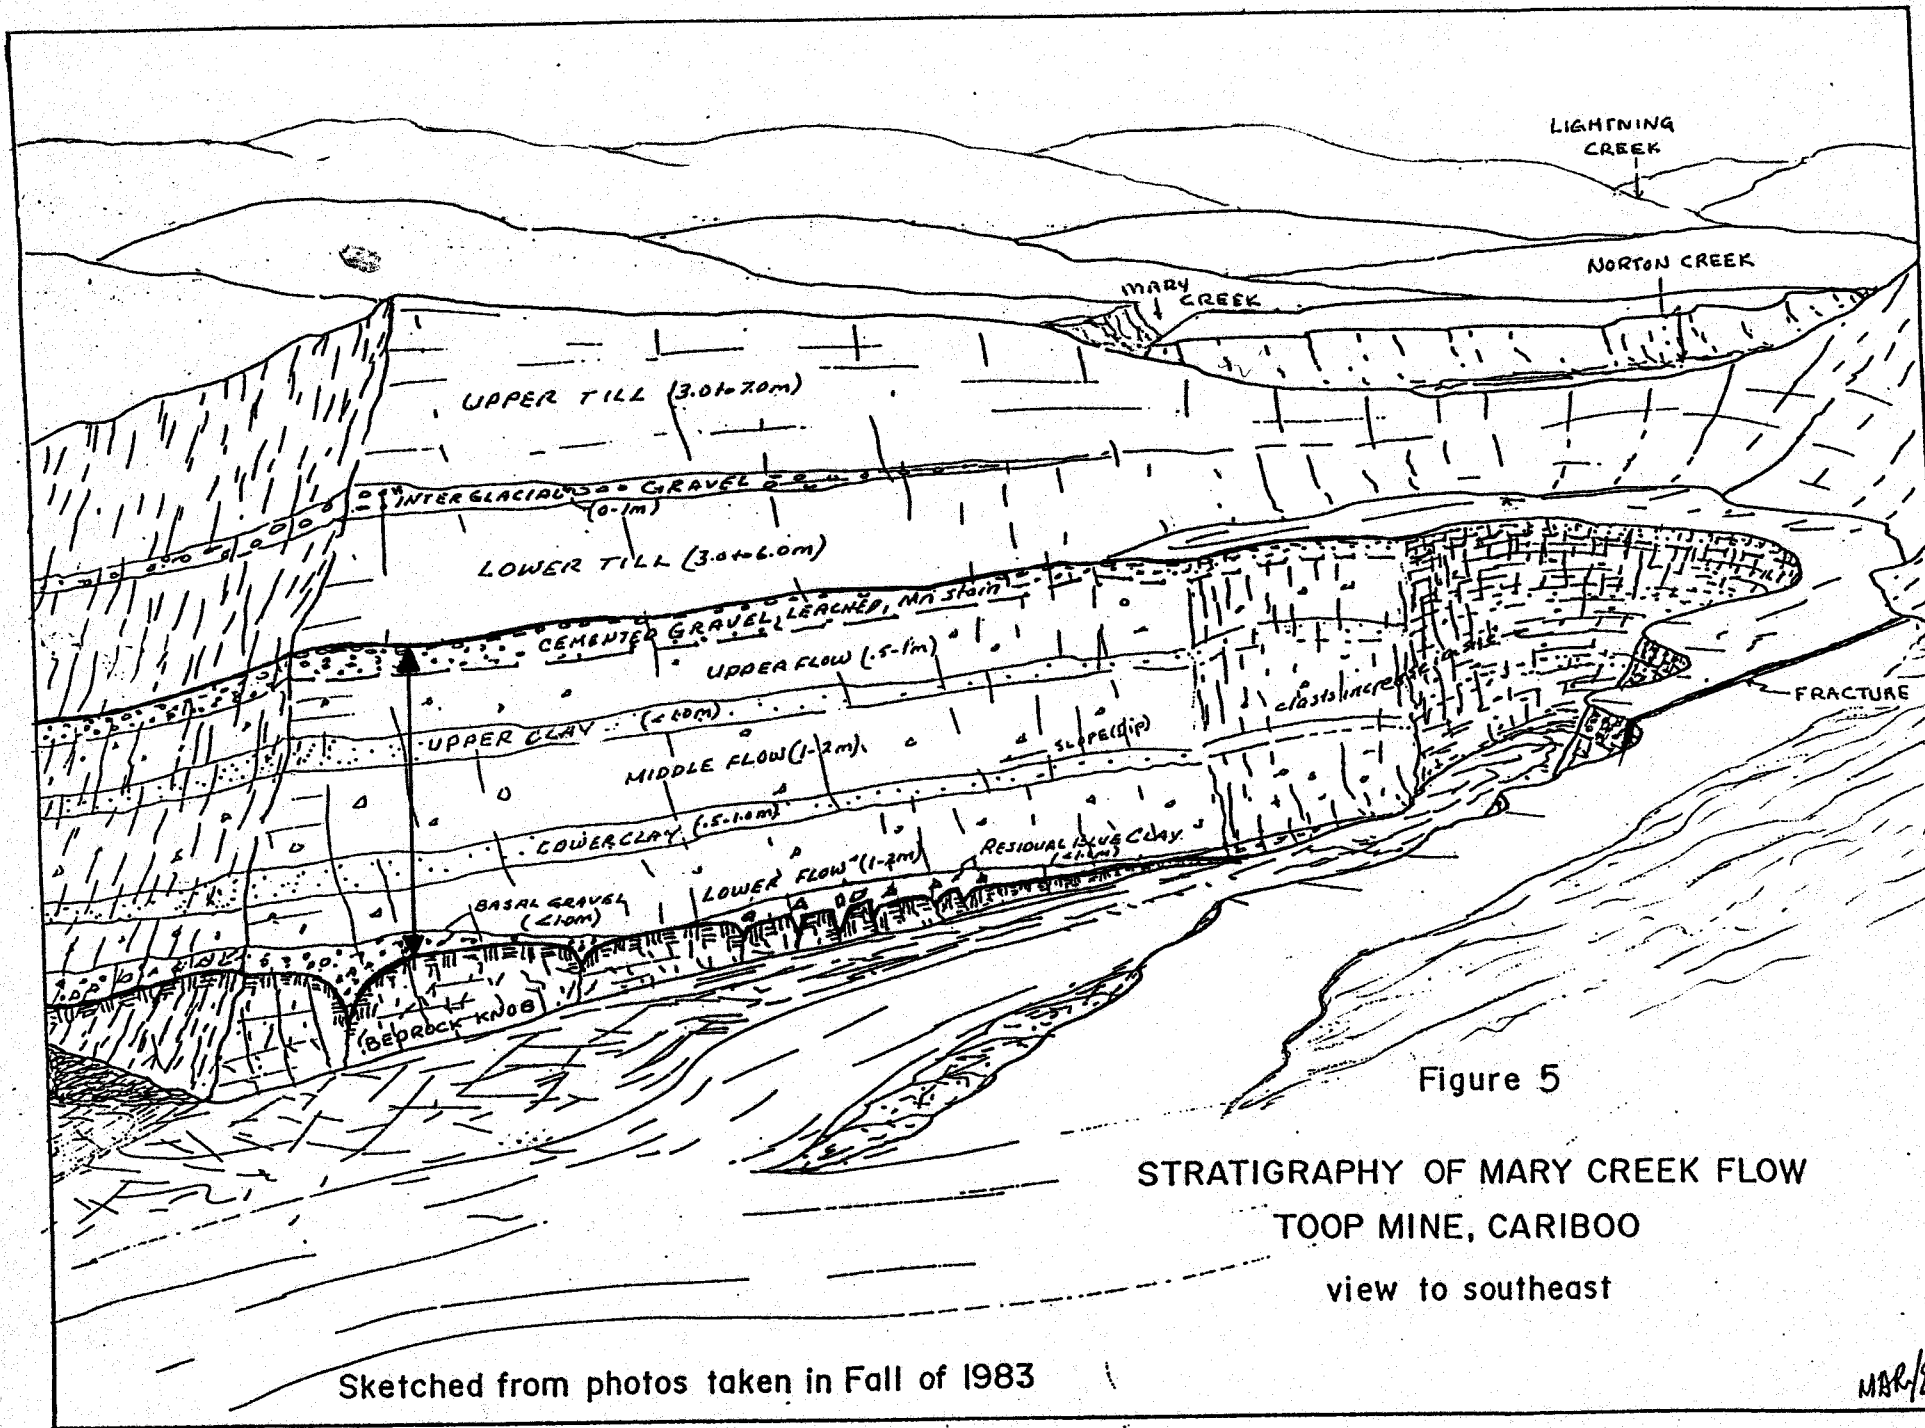 LIGHTNING
CREEK
NORTON CREEK
MARY
CREEK
UPPER TILL (3.0 to 7.0m)
INTERGLACIAL GRAVEL
(0-1m)
LOWER TILL (3.0 to 6.0m)
CEMENTED GRAVEL, LEACHED, Mn stain
UPPER FLOW (.5-1m)
clasts increase
FRACTURE
UPPER CLAY (<1.0m)
SLOPE (dip)
MIDDLE FLOW (1-2m)
LOWER CLAY (.5-1.0m)
RESIDUAL BLUE CLAY
LOWER FLOW (1-2m)
BASAL GRAVEL
(<1.0m)
BEDROCK KNOB
Figure 5
STRATIGRAPHY OF MARY CREEK FLOW
TOOP MINE, CARIBOO
view to southeast
Sketched from photos taken in Fall of 1983